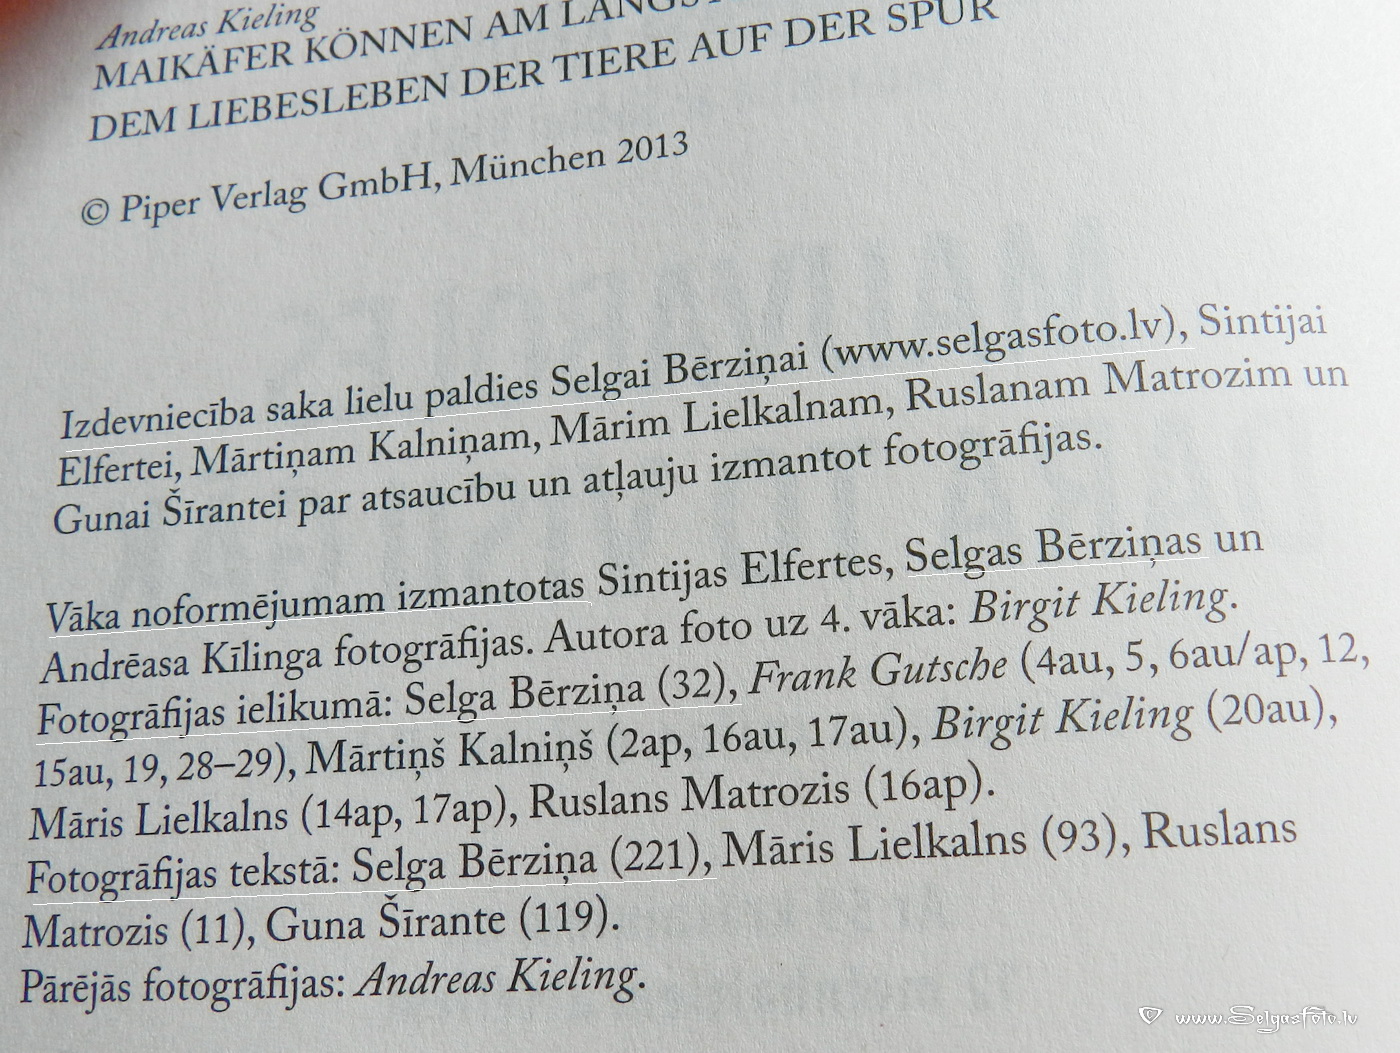 Andreas Kieling
MAIKÄFER KÖNNEN AM
DEM LIEBESLEBEN DER TIERE AUF DER SPUR
© Piper Verlag GmbH, München 2013
Izdevniecība saka lielu paldies Selgai Bērziņai (www.selgasfoto.lv), Sintijai
Elfertei, Mārtiņam Kalniņam, Mārim Lielkalnam, Ruslanam Matrozim un
Gunai Šīrantei par atsaucību un atļauju izmantot fotogrāfijas.
Vāka noformējumam izmantotas Sintijas Elfertes, Selgas Bērziņas un
Andrēasa Kīlinga fotogrāfijas. Autora foto uz 4. vāka: Birgit Kieling.
Fotogrāfijas ielikumā: Selga Bērziņa (32), Frank Gutsche (4au, 5, 6au/ap, 12,
15au, 19, 28–29), Mārtiņš Kalniņš (2ap, 16au, 17au), Birgit Kieling (20au),
Māris Lielkalns (14ap, 17ap), Ruslans Matrozis (16ap).
Fotogrāfijas tekstā: Selga Bērziņa (221), Māris Lielkalns (93), Ruslans
Matrozis (11), Guna Šīrante (119).
Pārējās fotogrāfijas: Andreas Kieling.
© www.SelgasFoto.lv